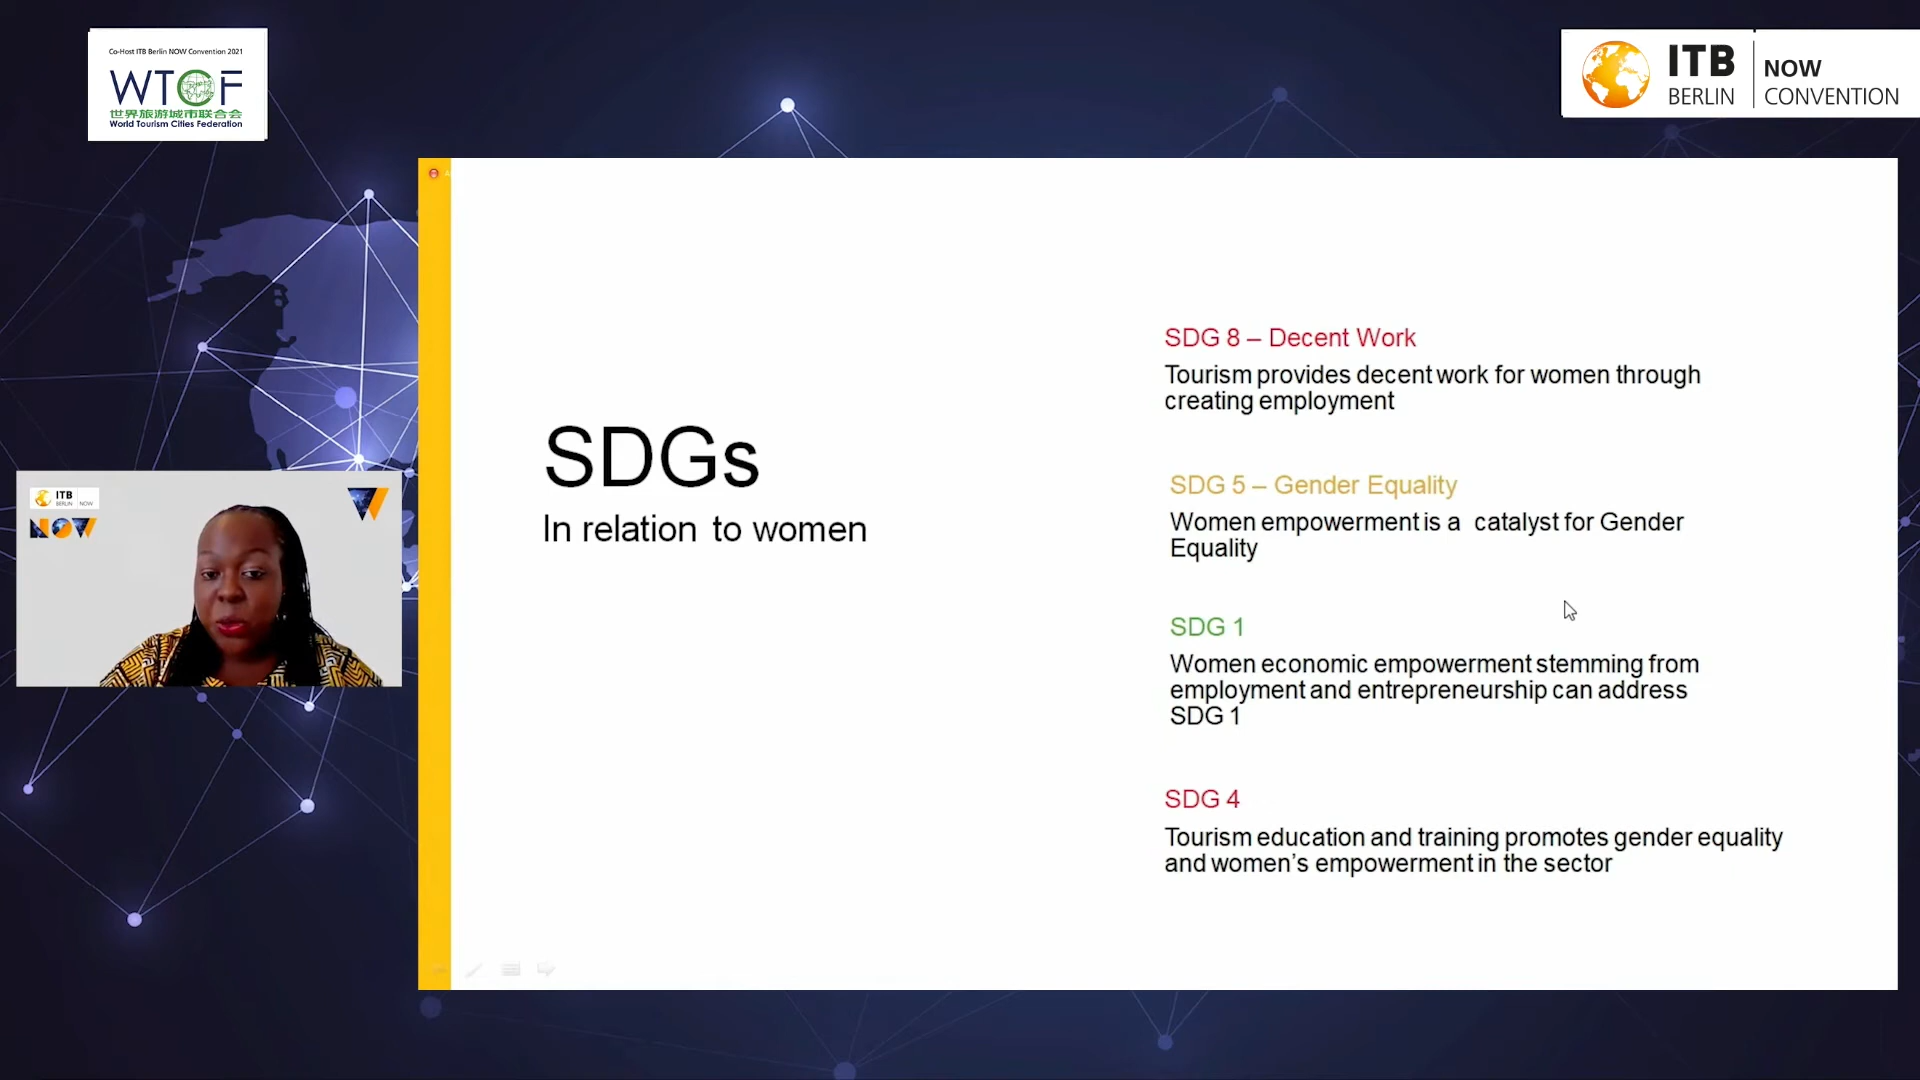 Co-Host ITB Berlin NOW Convention 2021
WTCF
世界旅游城市联合会
World Tourism Cities Federation
ITB
BERLIN
NOW
CONVENTION
SDGs
In relation to women
SDG 8 – Decent Work
Tourism provides decent work for women through
creating employment
SDG 5 – Gender Equality
Women empowerment is a catalyst for Gender
Equality
SDG 1
Women economic empowerment stemming from
employment and entrepreneurship can address
SDG 1
SDG 4
Tourism education and training promotes gender equality
and women’s empowerment in the sector
ITB
BERLIN
NOW
NOW